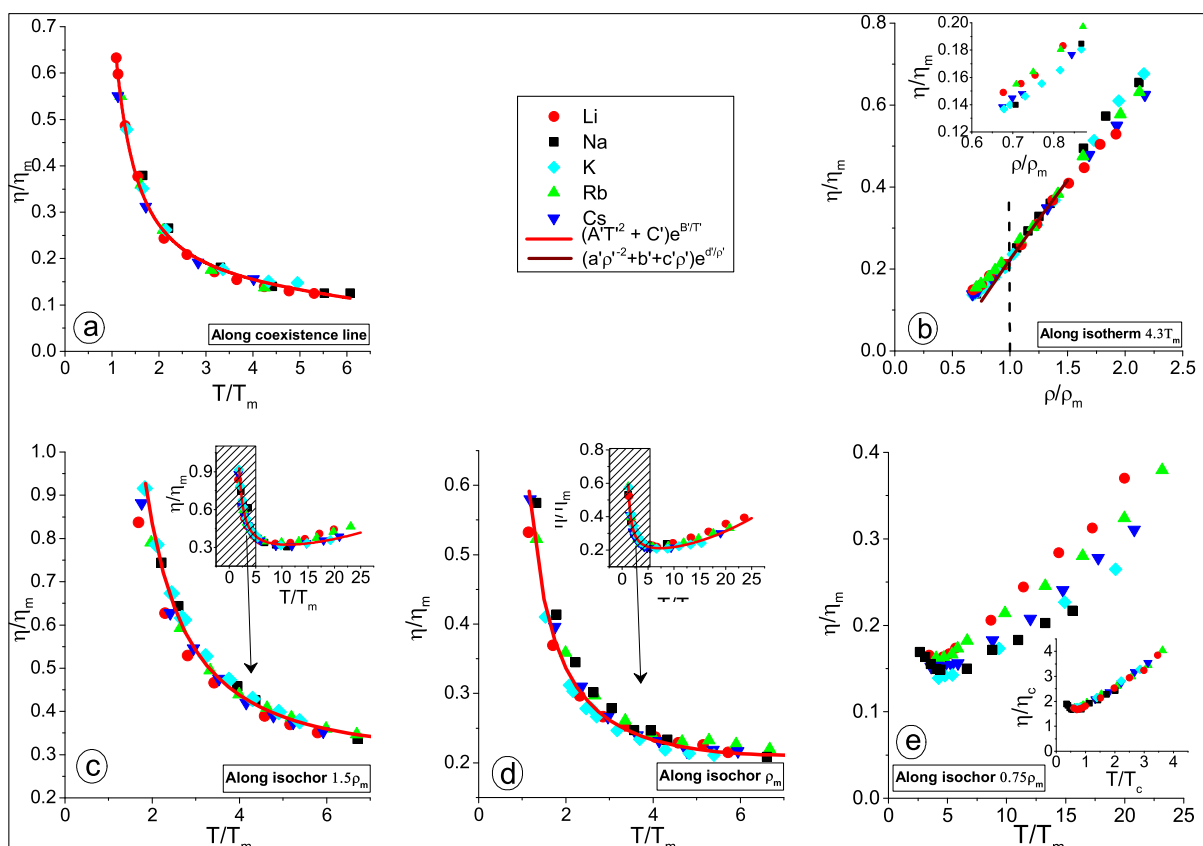 0.7
0.6
0.5
0.4
0.3
0.2
0.1
0.0
η/ηm
0 1 2 3 4 5 6
T/Tm
a
Along coexistence line
Li
Na
K
Rb
Cs
(A'T'² + C')e^B'/T'
(a'ρ'⁻²+b'+c'ρ')e^d'/ρ'
0.8
0.6
0.4
0.2
0.0
η/ηm
0.0 0.5 1.0 1.5 2.0 2.5
ρ/ρm
b
Along isotherm 4.3Tm
0.20
0.18
0.16
0.14
0.12
η/ηm
0.6 0.7 0.8
ρ/ρm
1.0
0.9
0.8
0.7
0.6
0.5
0.4
0.3
0.2
η/ηm
0 2 4 6
T/Tm
c
Along isochor 1.5ρm
0.9
0.6
0.3
η/ηm
0 5 10 15 20 25
T/Tm
0.6
0.5
0.4
0.3
0.2
η/ηm
0 2 4 6
T/Tm
d
Along isochor ρm
0.8
0.6
0.4
0.2
0 5 10 15 20 25
0.4
0.3
0.2
0.1
0.0
η/ηm
0 5 10 15 20 25
T/Tm
e
Along isochor 0.75ρm
4
3
2
1
0
η/ηc
0 1 2 3 4
T/Tc